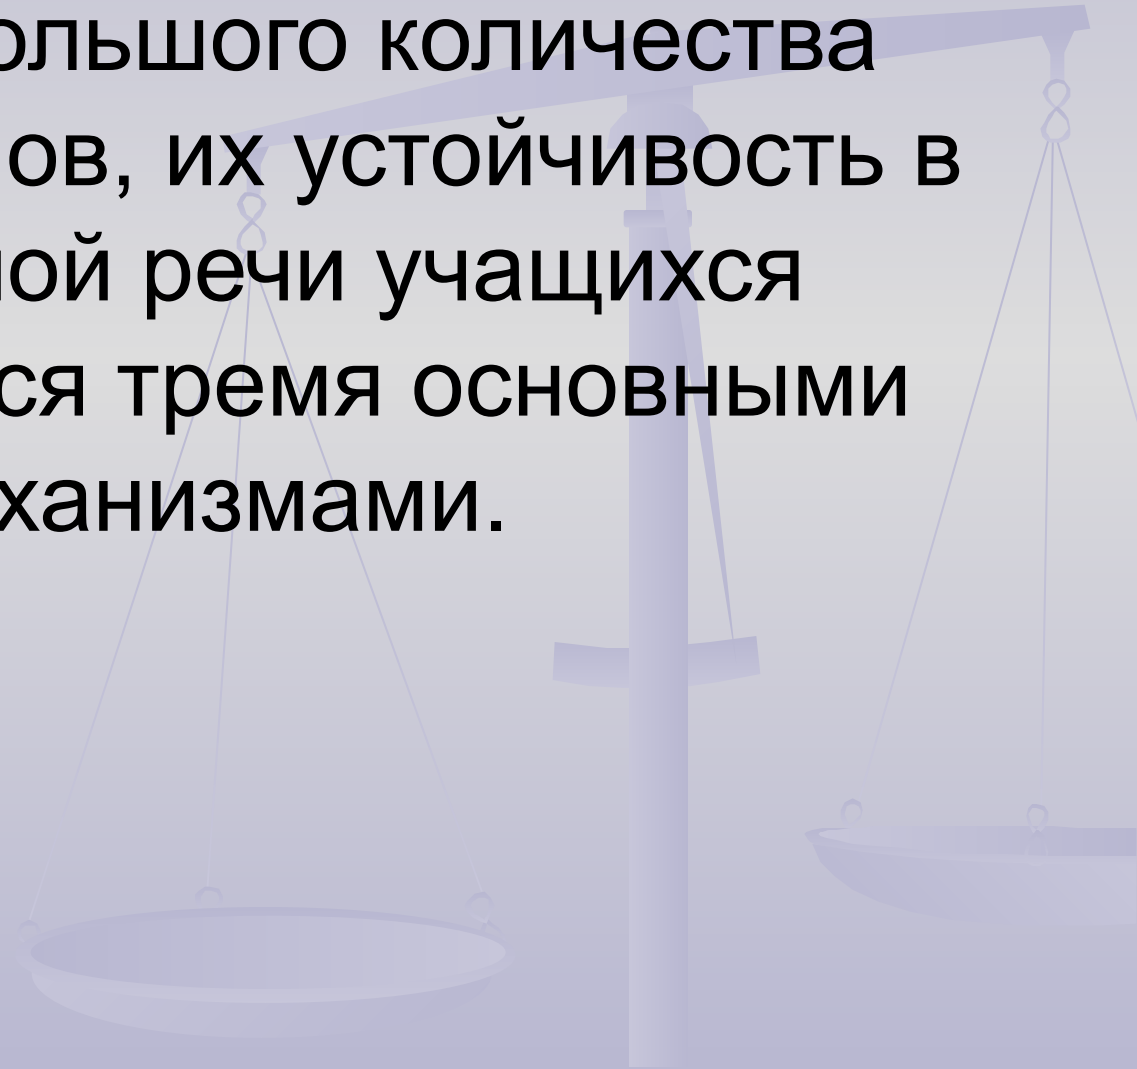 ольшого количества
ов, их устойчивость в
ой речи учащихся
ся тремя основными
ханизмами.